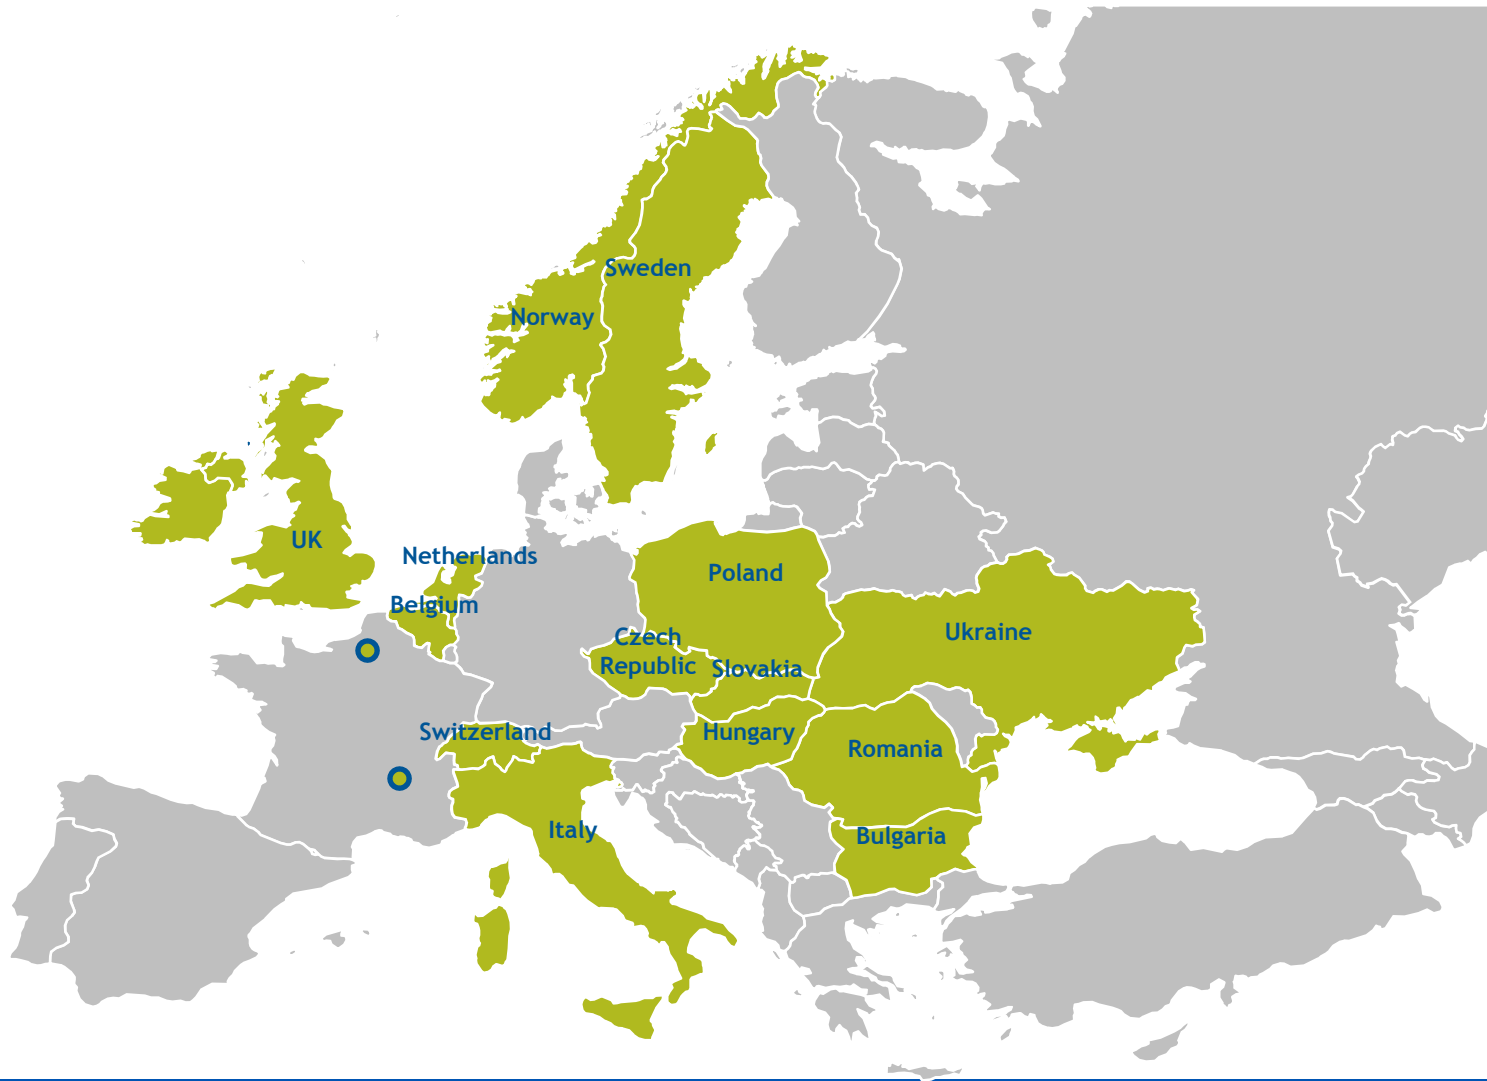 Sweden
Norway
UK
Netherlands
Poland
Belgium
Ukraine
Czech
Republic
Slovakia
Switzerland
Hungary
Romania
Italy
Bulgaria